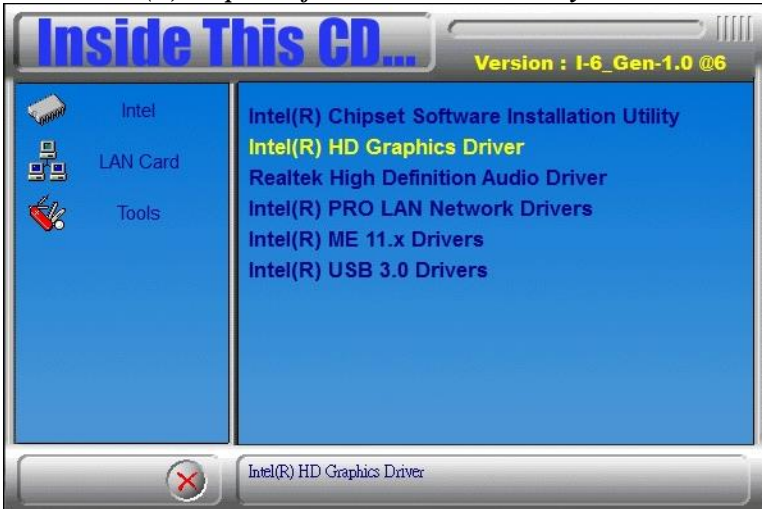 Inside This CD...
Version : I-6_Gen-1.0 @6
Intel
LAN Card
Tools
Intel(R) Chipset Software Installation Utility
Intel(R) HD Graphics Driver
Realtek High Definition Audio Driver
Intel(R) PRO LAN Network Drivers
Intel(R) ME 11.x Drivers
Intel(R) USB 3.0 Drivers
Intel(R) HD Graphics Driver